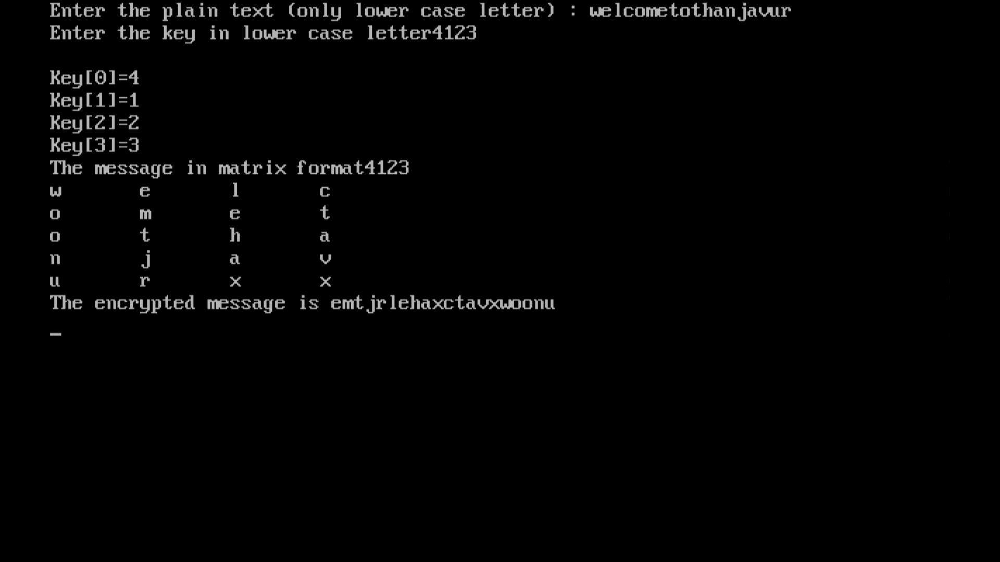 Enter the plain text (only lower case letter) : welcometothanjavur
Enter the key in lower case letter4123
Key[0]=4
Key[1]=1
Key[2]=2
Key[3]=3
The message in matrix format4123
w e l c
o m e t
o t h a
n j a v
u r x x
The encrypted message is emtjrlehaxctavxwoonu
_